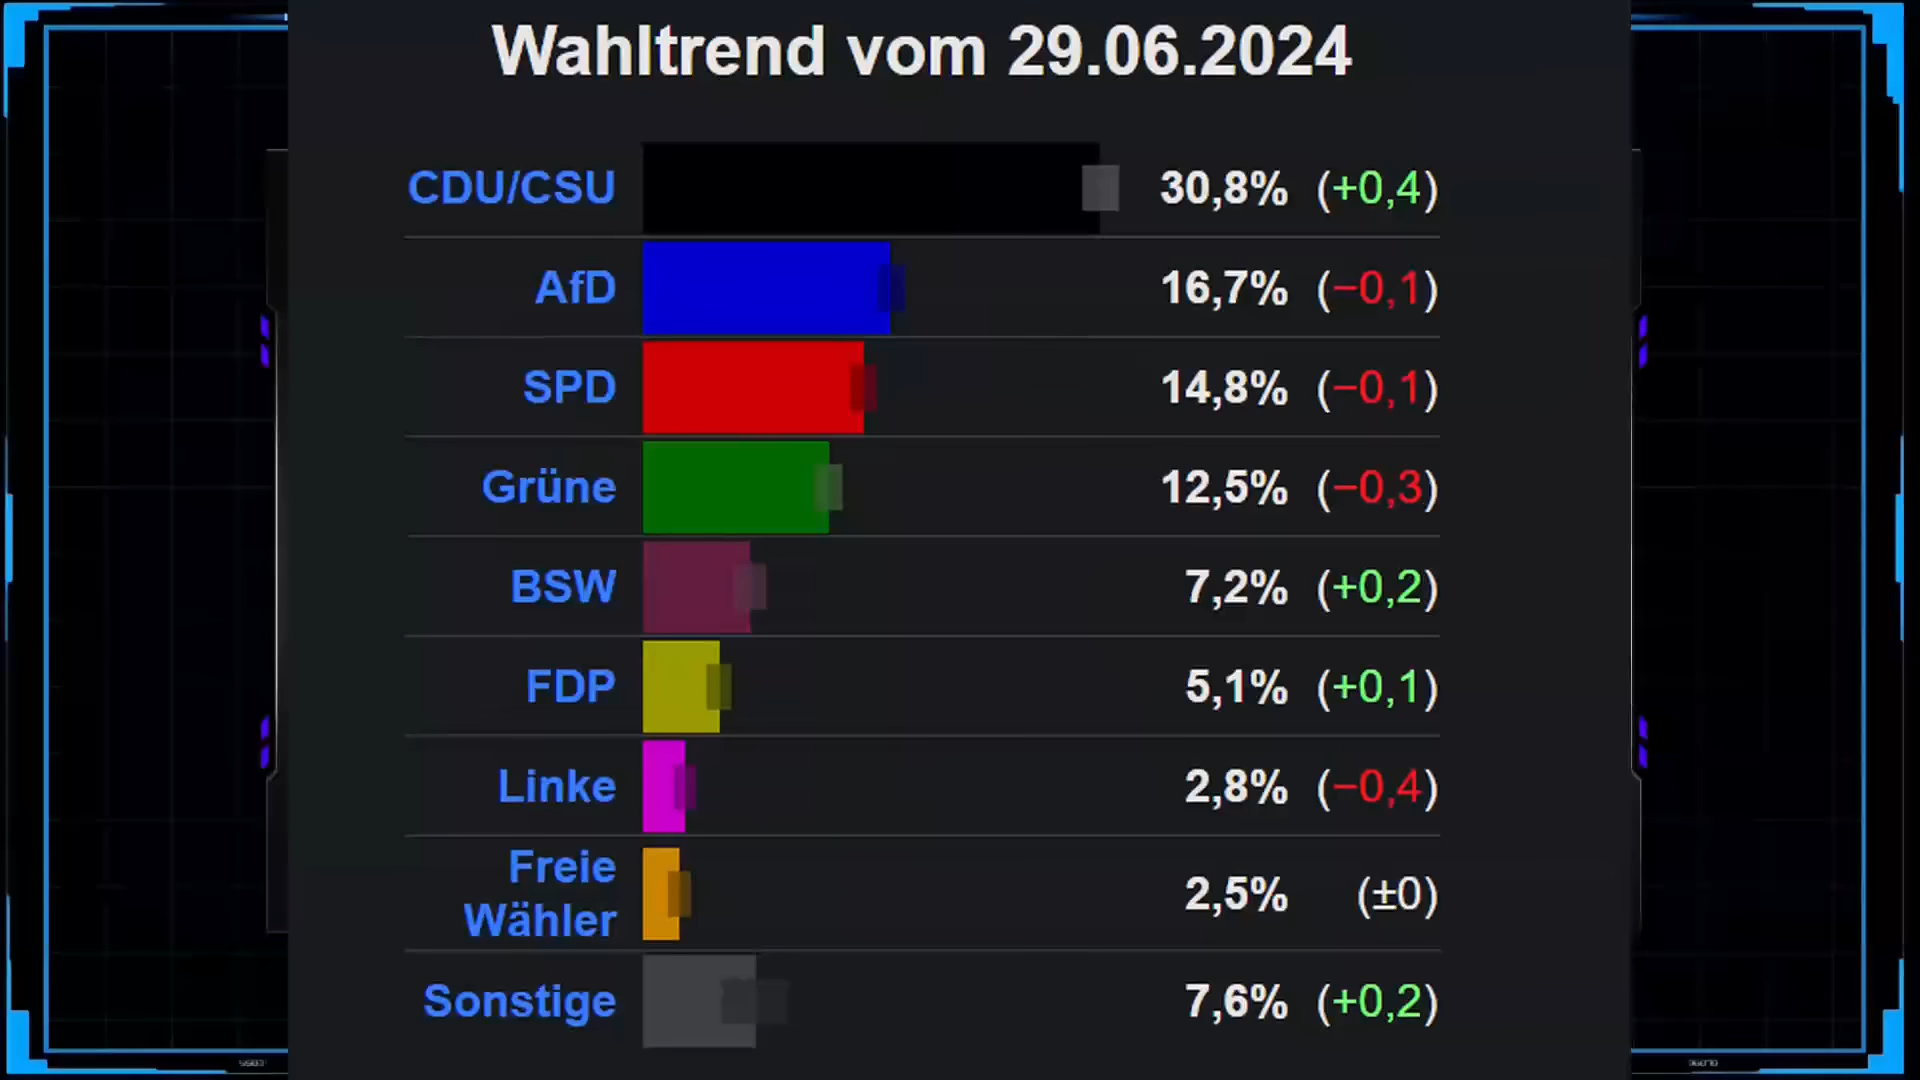 Wahltrend vom 29.06.2024
CDU/CSU 30,8% (+0,4)
AfD 16,7% (−0,1)
SPD 14,8% (−0,1)
Grüne 12,5% (−0,3)
BSW 7,2% (+0,2)
FDP 5,1% (+0,1)
Linke 2,8% (−0,4)
Freie
Wähler 2,5% (±0)
Sonstige 7,6% (+0,2)